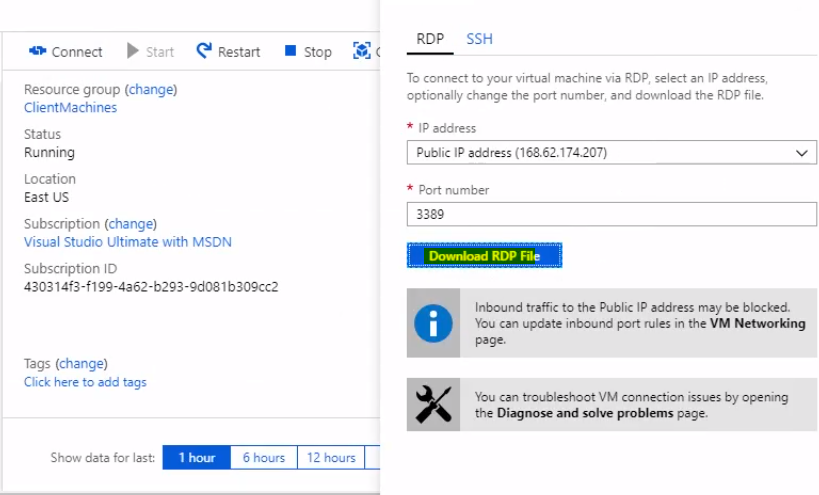 Connect
Start
Restart
Stop
Resource group (change)
ClientMachines
Status
Running
Location
East US
Subscription (change)
Visual Studio Ultimate with MSDN
Subscription ID
430314f3-f199-4a62-b293-9d081b309cc2
Tags (change)
Click here to add tags
Show data for last:
1 hour
6 hours
12 hours
RDP
SSH
To connect to your virtual machine via RDP, select an IP address,
optionally change the port number, and download the RDP file.
* IP address
Public IP address (168.62.174.207)
* Port number
3389
Download RDP File
Inbound traffic to the Public IP address may be blocked.
You can update inbound port rules in the VM Networking
page.
You can troubleshoot VM connection issues by opening
the Diagnose and solve problems page.